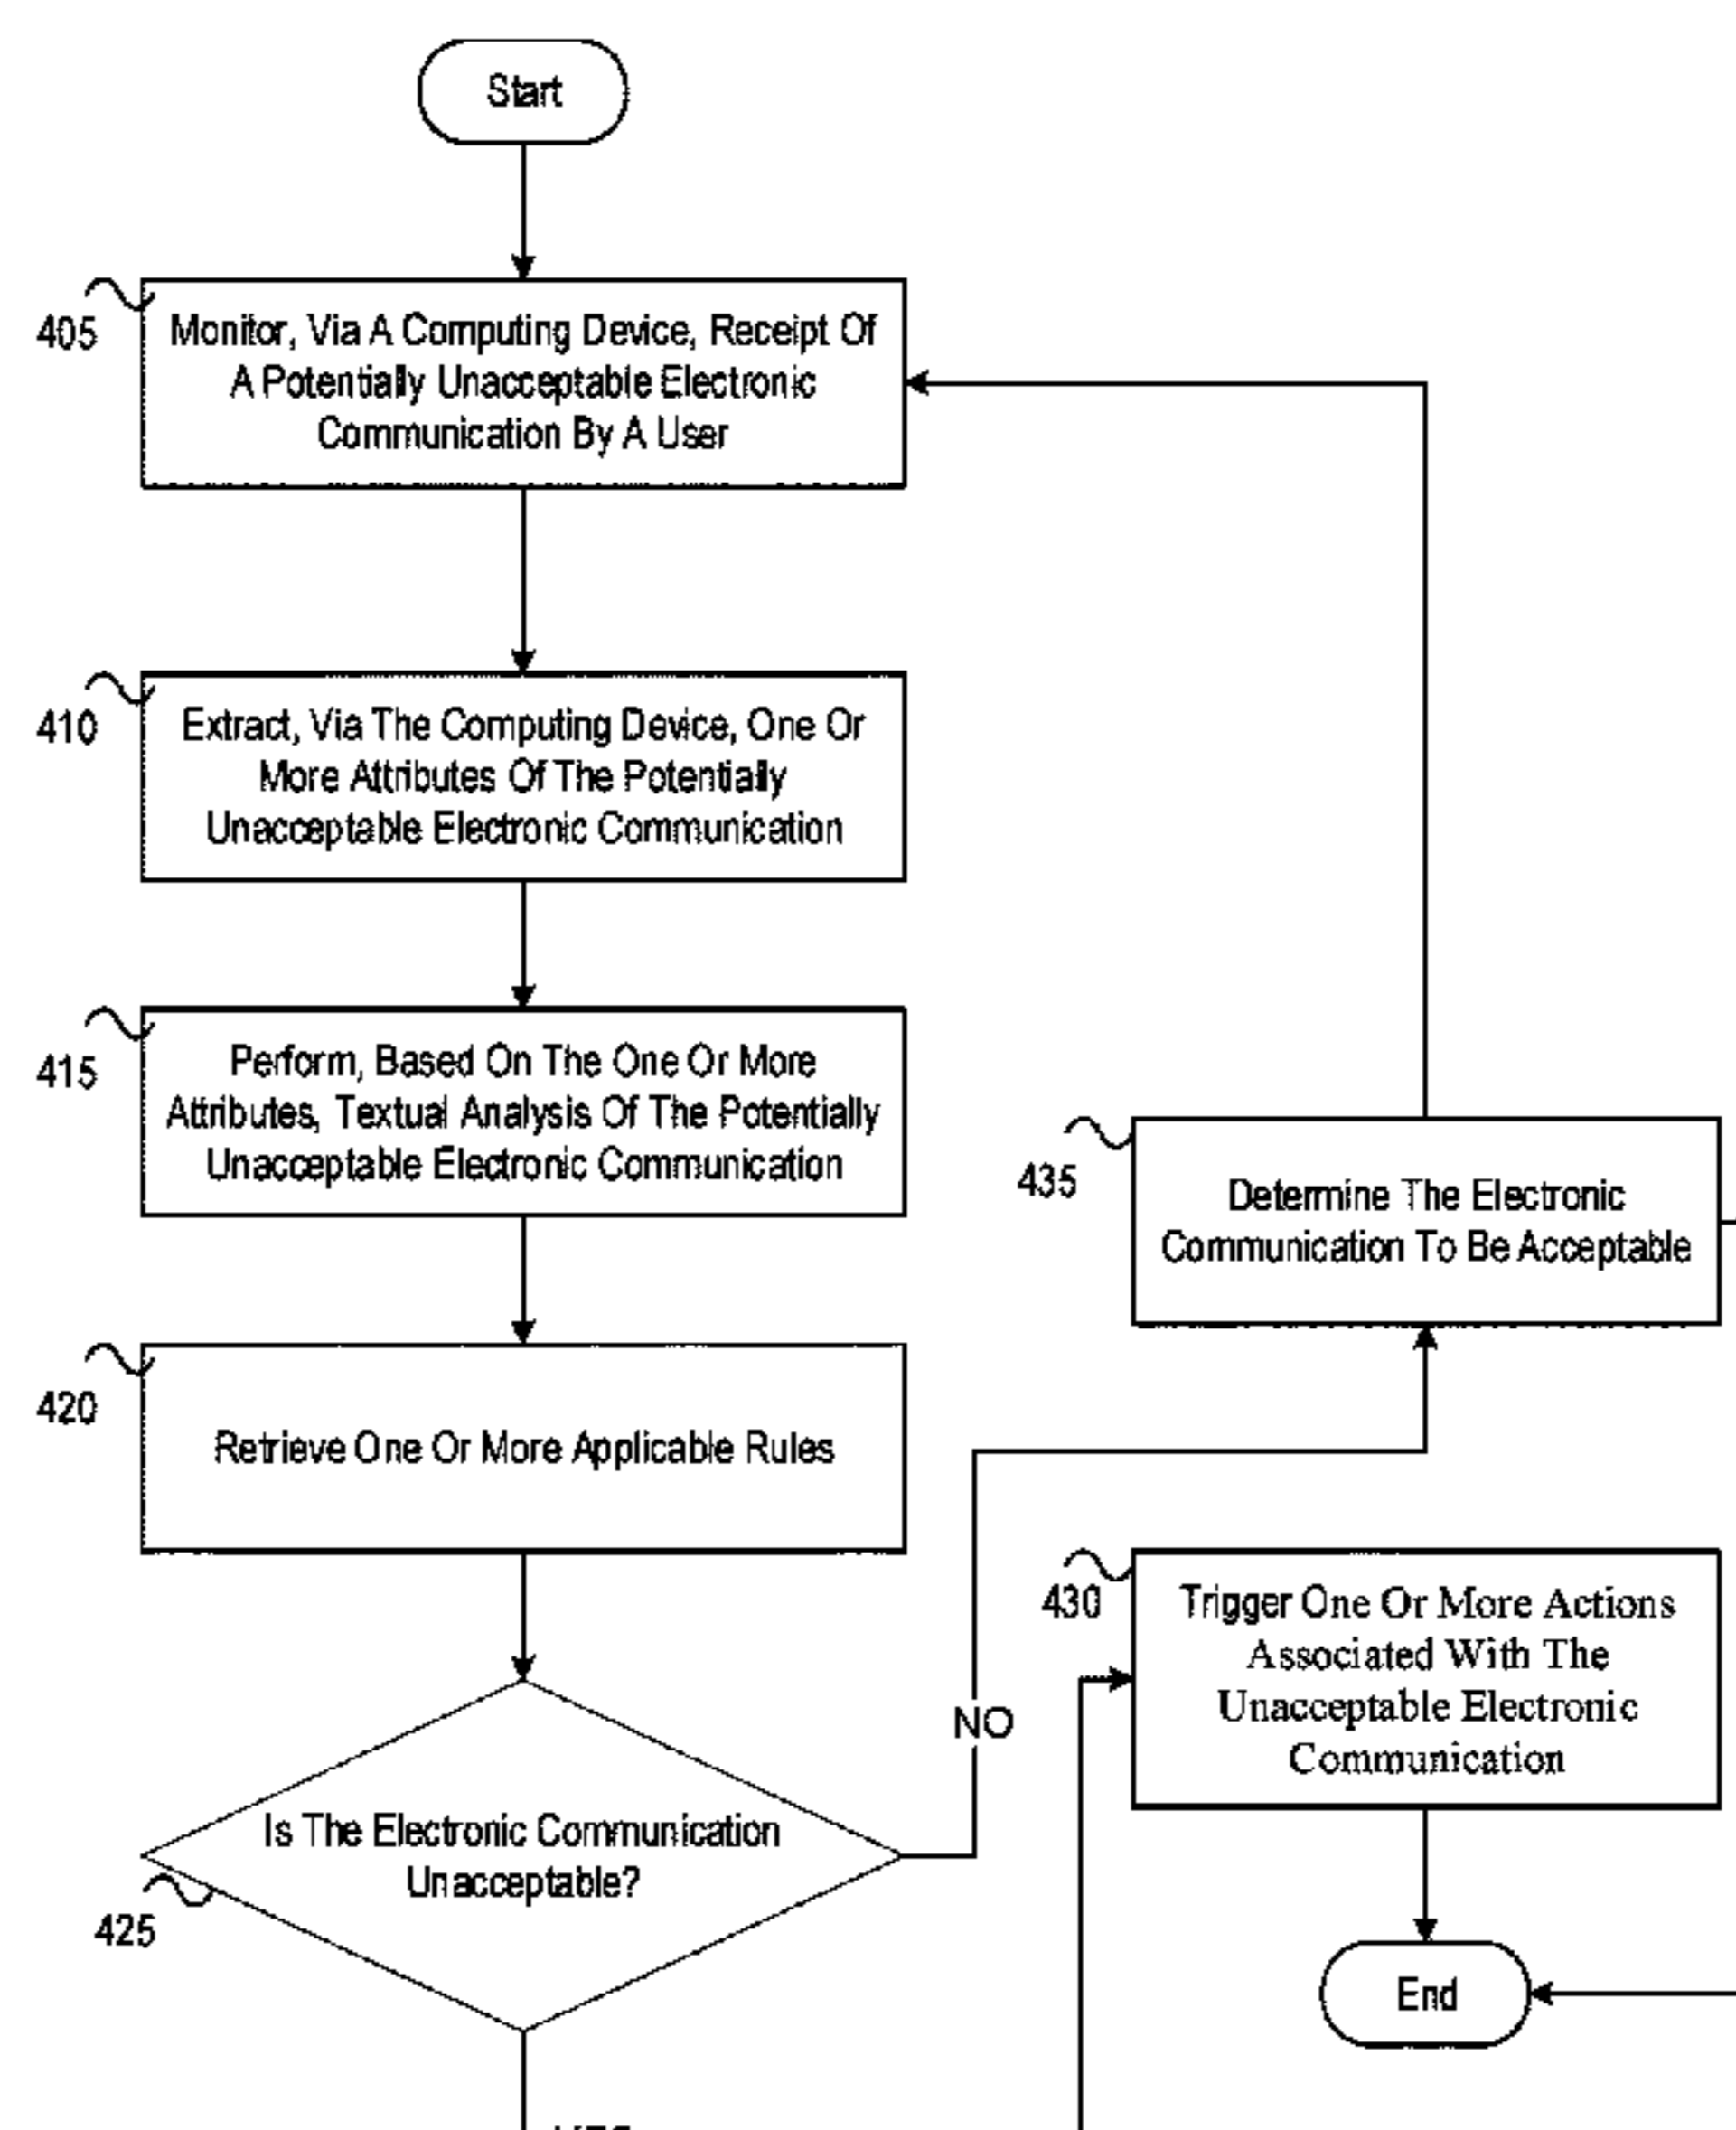 Start
405
Monitor, Via A Computing Device, Receipt Of
A Potentially Unacceptable Electronic
Communication By A User
410
Extract, Via The Computing Device, One Or
More Attributes Of The Potentially
Unacceptable Electronic Communication
415
Perform, Based On The One Or More
Attributes, Textual Analysis Of The Potentially
Unacceptable Electronic Communication
435
Determine The Electronic
Communication To Be Acceptable
420
Retrieve One Or More Applicable Rules
430
Trigger One Or More Actions
Associated With The
Unacceptable Electronic
Communication
NO
Is The Electronic Communication
Unacceptable?
425
End